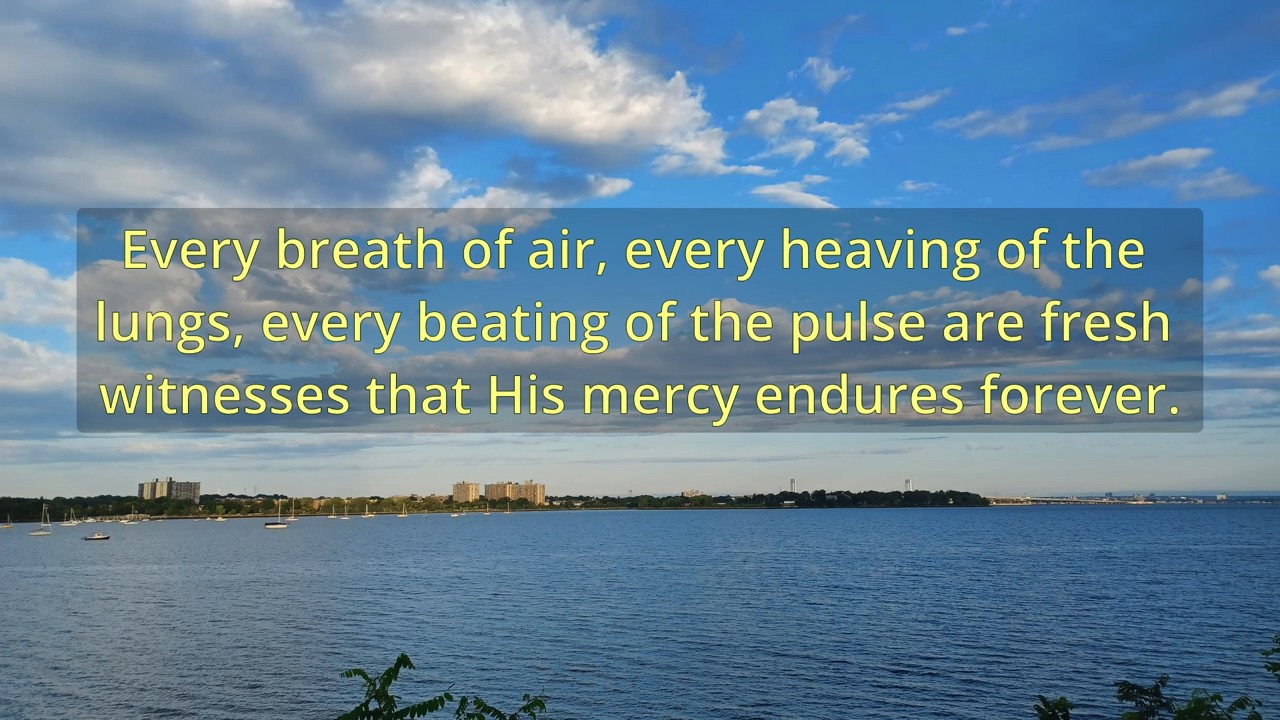 Every breath of air, every heaving of the
lungs, every beating of the pulse are fresh
witnesses that His mercy endures forever.